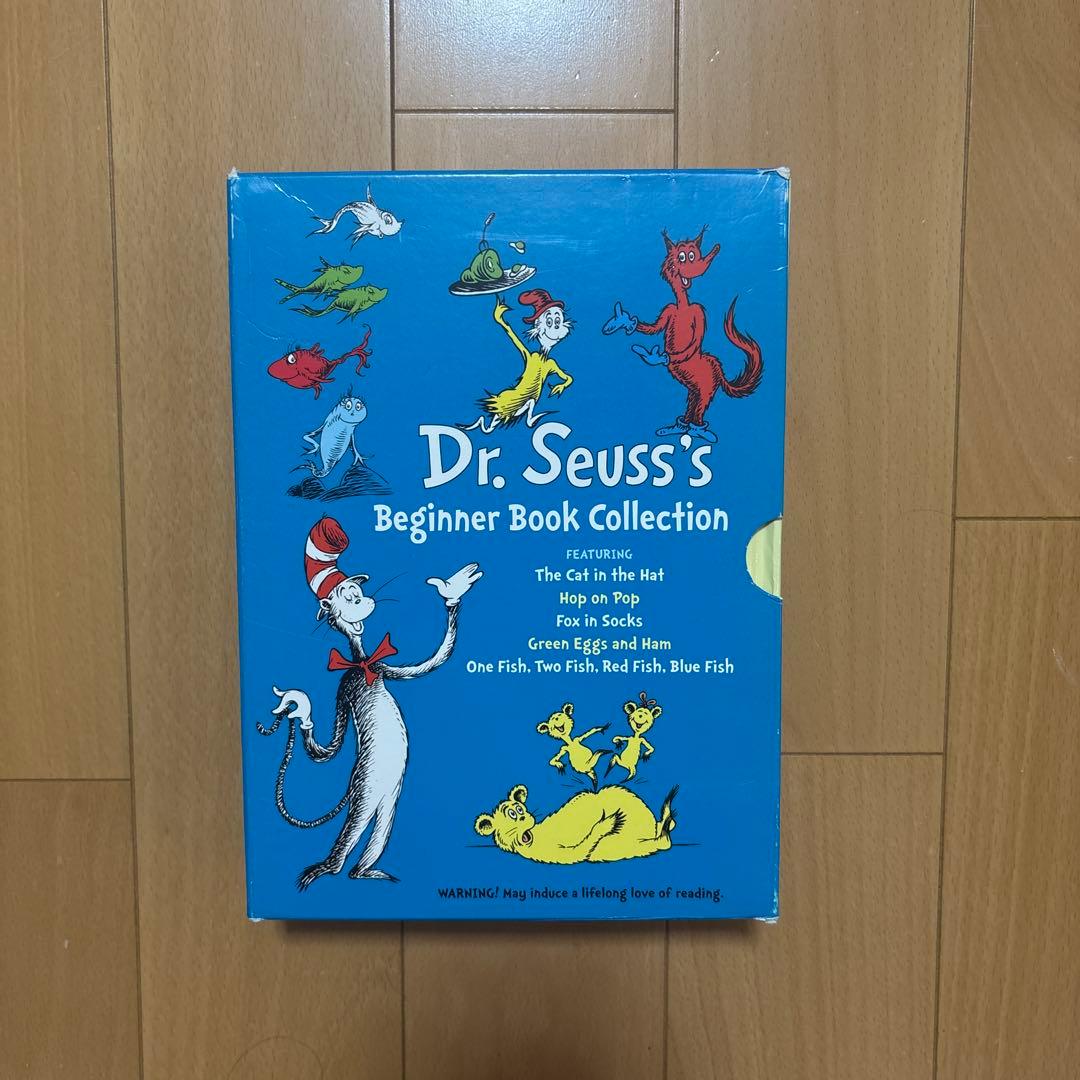 Dr. Seuss's
Beginner Book Collection
FEATURING
The Cat in the Hat
Hop on Pop
Fox in Socks
Green Eggs and Ham
One Fish, Two Fish, Red Fish, Blue Fish
WARNING! May induce a lifelong love of reading.